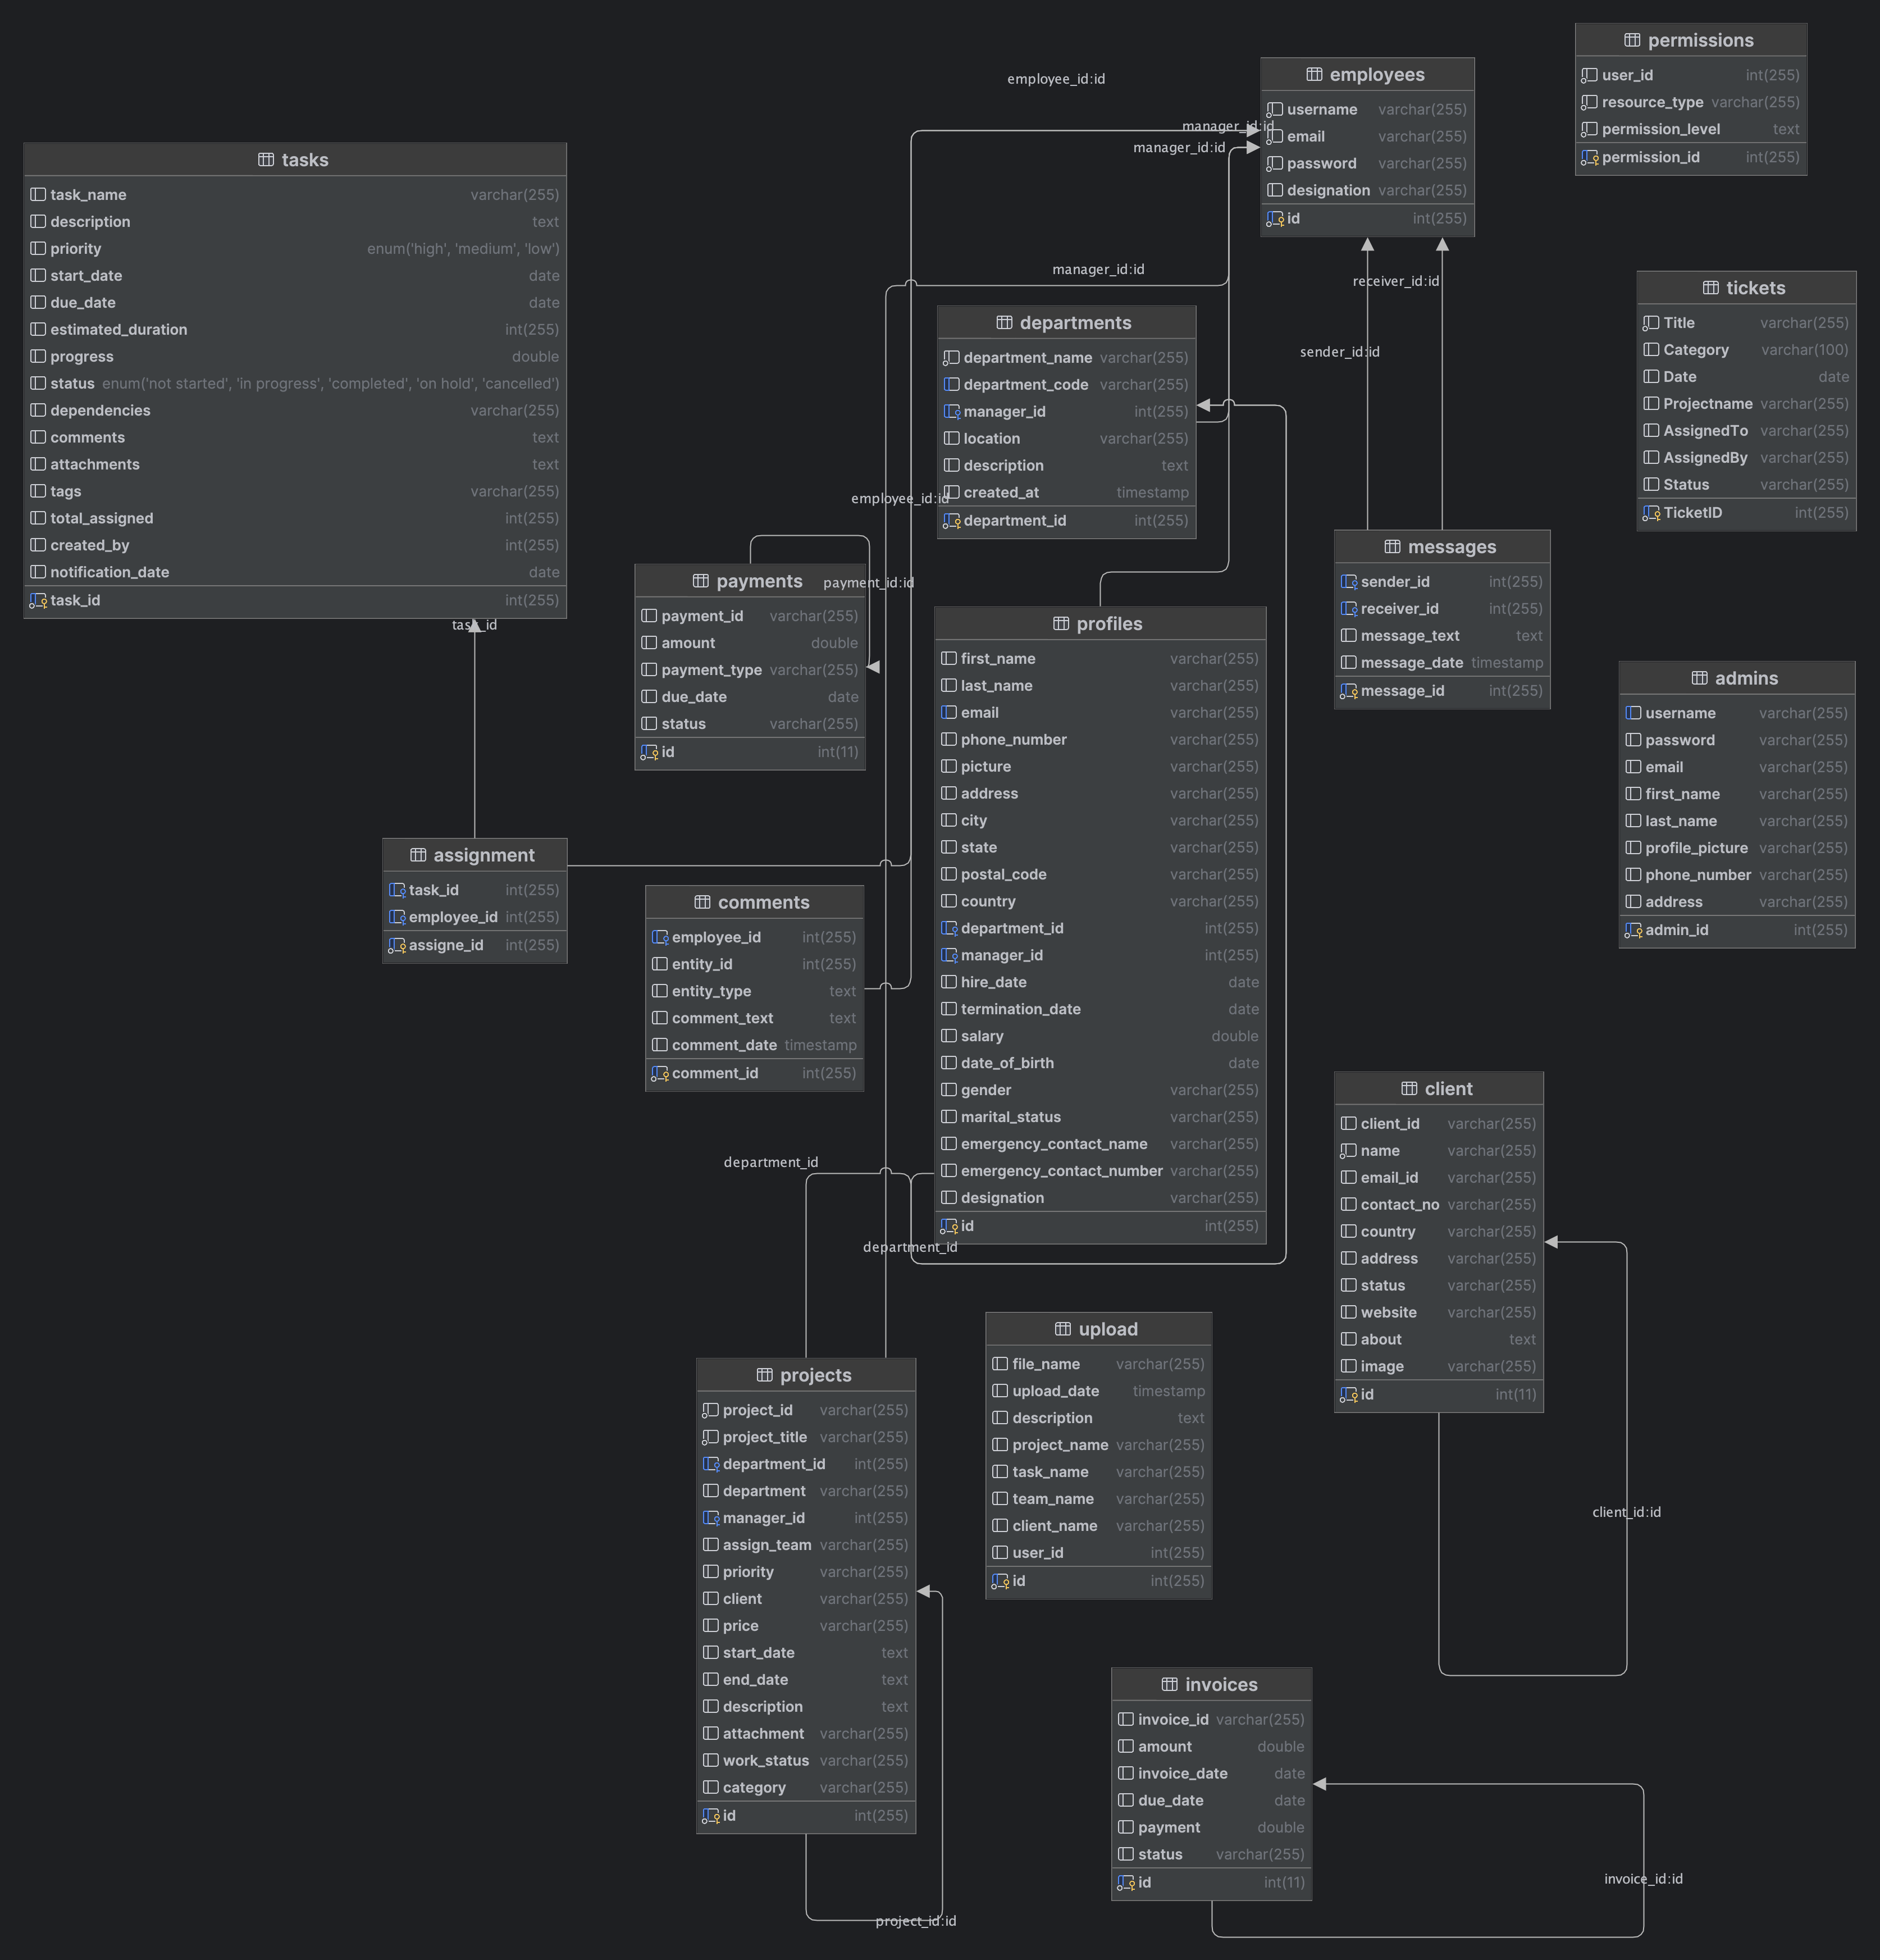 permissions
user_id int(255)
resource_type varchar(255)
permission_level text
permission_id int(255)
employees
username varchar(255)
email varchar(255)
password varchar(255)
designation varchar(255)
id int(255)
employee_id:id
manager_id:id
manager_id:id
manager_id:id
receiver_id:id
sender_id:id
tasks
task_name varchar(255)
description text
priority enum('high', 'medium', 'low')
start_date date
due_date date
estimated_duration int(255)
progress double
status enum('not started', 'in progress', 'completed', 'on hold', 'cancelled')
dependencies varchar(255)
comments text
attachments text
tags varchar(255)
total_assigned int(255)
created_by int(255)
notification_date date
task_id int(255)
task_id
departments
department_name varchar(255)
department_code varchar(255)
manager_id int(255)
location varchar(255)
description text
created_at timestamp
department_id int(255)
employee_id:id
tickets
Title varchar(255)
Category varchar(100)
Date date
Projectname varchar(255)
AssignedTo varchar(255)
AssignedBy varchar(255)
Status varchar(255)
TicketID int(255)
payments
payment_id varchar(255)
amount double
payment_type varchar(255)
due_date date
status varchar(255)
id int(11)
payment_id:id
messages
sender_id int(255)
receiver_id int(255)
message_text text
message_date timestamp
message_id int(255)
profiles
first_name varchar(255)
last_name varchar(255)
email varchar(255)
phone_number varchar(255)
picture varchar(255)
address varchar(255)
city varchar(255)
state varchar(255)
postal_code varchar(255)
country varchar(255)
department_id int(255)
manager_id int(255)
hire_date date
termination_date date
salary double
date_of_birth date
gender varchar(255)
marital_status varchar(255)
emergency_contact_name varchar(255)
emergency_contact_number varchar(255)
designation varchar(255)
id int(255)
admins
username varchar(255)
password varchar(255)
email varchar(255)
first_name varchar(255)
last_name varchar(255)
profile_picture varchar(255)
phone_number varchar(255)
address varchar(255)
admin_id int(255)
assignment
task_id int(255)
employee_id int(255)
assigne_id int(255)
comments
employee_id int(255)
entity_id int(255)
entity_type text
comment_text text
comment_date timestamp
comment_id int(255)
department_id
department_id
client
client_id varchar(255)
name varchar(255)
email_id varchar(255)
contact_no varchar(255)
country varchar(255)
address varchar(255)
status varchar(255)
website varchar(255)
about text
image varchar(255)
id int(11)
client_id:id
projects
project_id varchar(255)
project_title varchar(255)
department_id int(255)
department varchar(255)
manager_id int(255)
assign_team varchar(255)
priority varchar(255)
client varchar(255)
price varchar(255)
start_date text
end_date text
description text
attachment varchar(255)
work_status varchar(255)
category varchar(255)
id int(255)
project_id:id
upload
file_name varchar(255)
upload_date timestamp
description text
project_name varchar(255)
task_name varchar(255)
team_name varchar(255)
client_name varchar(255)
user_id int(255)
id int(255)
invoices
invoice_id varchar(255)
amount double
invoice_date date
due_date date
payment double
status varchar(255)
id int(11)
invoice_id:id